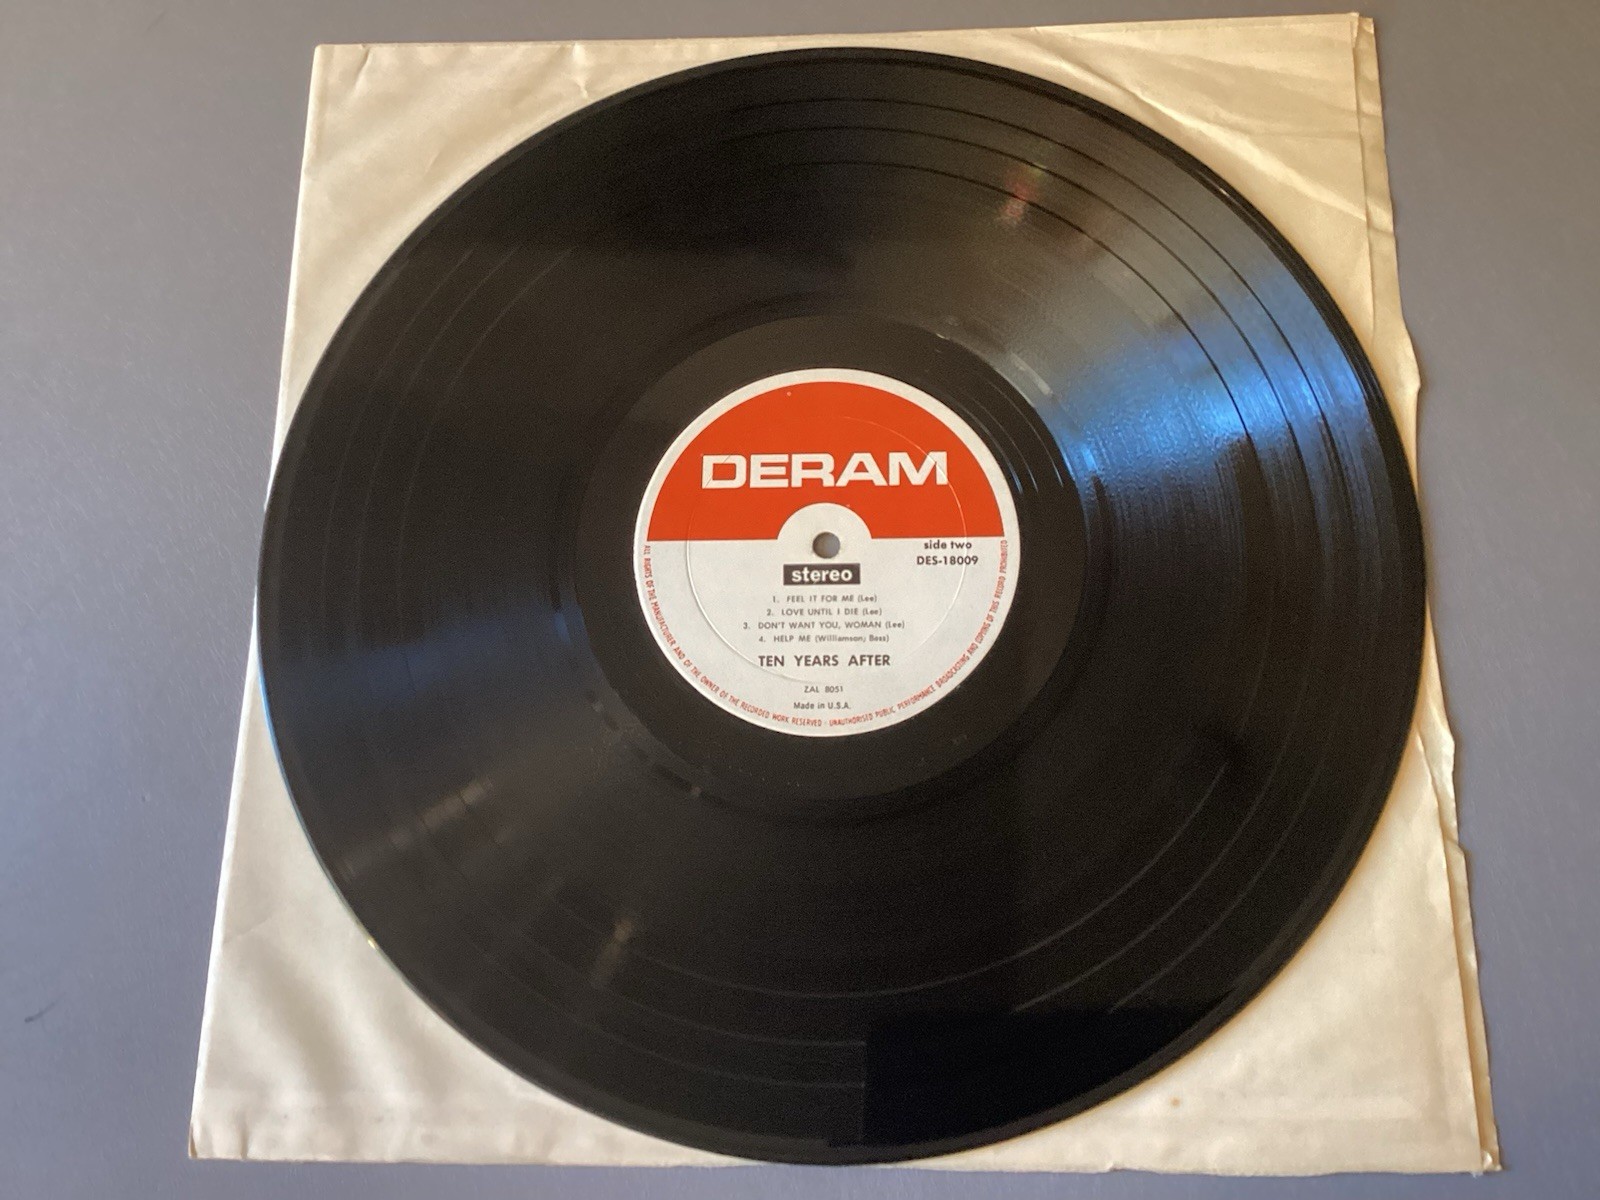 DERAM
side two
DES-18009
stereo
1. FEEL IT FOR ME (Lee)
2. LOVE UNTIL I DIE (Lee)
3. DON'T WANT YOU, WOMAN (Lee)
4. HELP ME (Williamson; Bass)
TEN YEARS AFTER
ZAL 8051
Made in U.S.A.
ALL RIGHTS OF THE MANUFACTURER AND OF THE OWNER OF THE RECORDED WORK RESERVED · UNAUTHORISED PUBLIC PERFORMANCE BROADCASTING AND COPYING OF THIS RECORD PROHIBITED